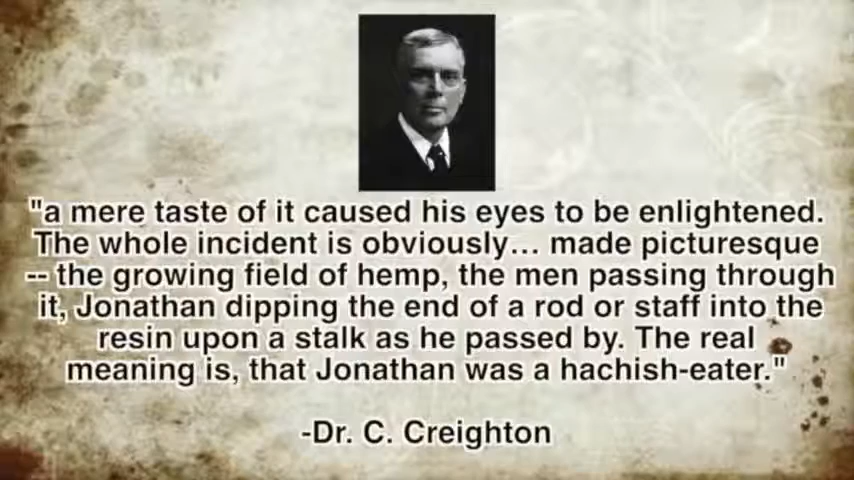 "a mere taste of it caused his eyes to be enlightened.
The whole incident is obviously... made picturesque
-- the growing field of hemp, the men passing through
it, Jonathan dipping the end of a rod or staff into the
resin upon a stalk as he passed by. The real
meaning is, that Jonathan was a hachish-eater."
-Dr. C. Creighton